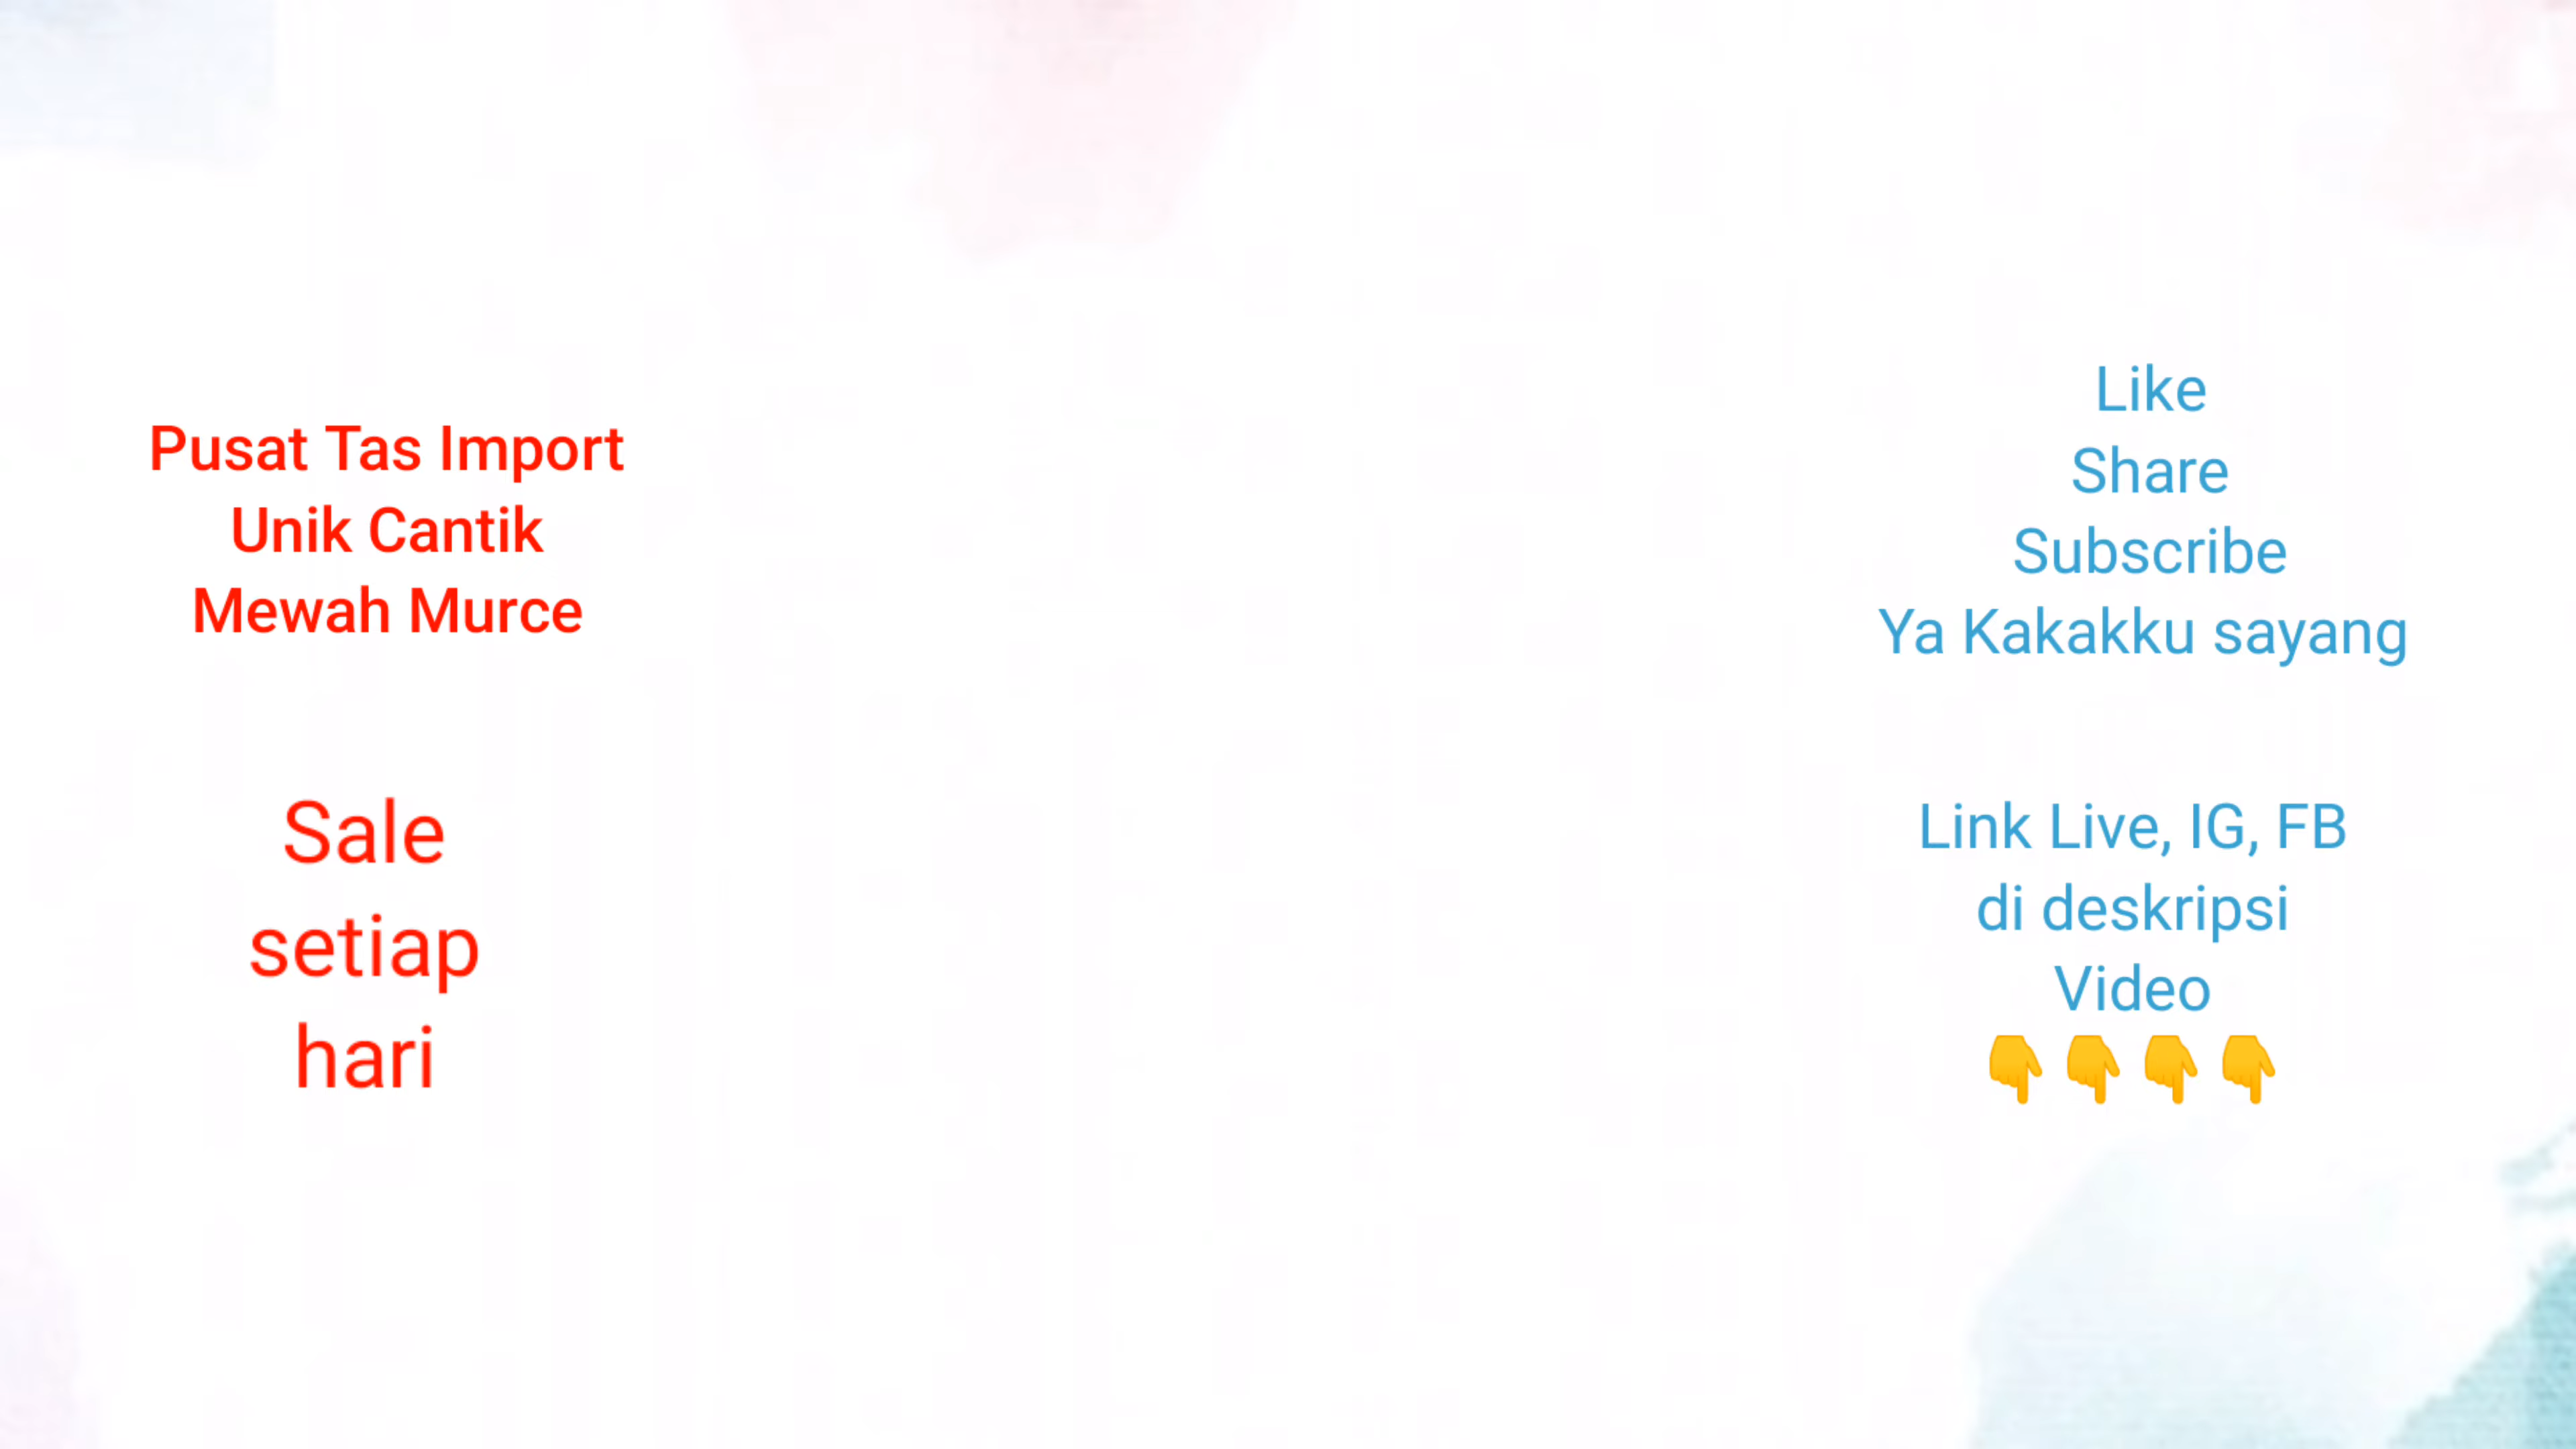 Pusat Tas Import
Unik Cantik
Mewah Murce
Sale
setiap
hari
Like
Share
Subscribe
Ya Kakakku sayang
Link Live, IG, FB
di deskripsi
Video
👇👇👇👇